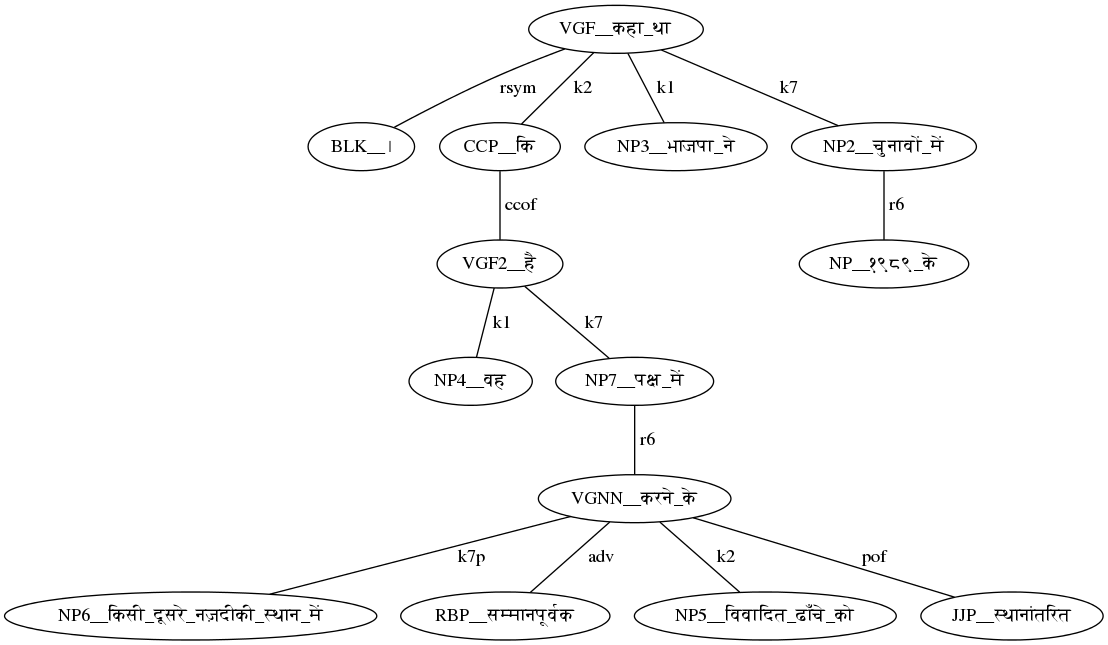 VGF__कहा_था
rsym k2 k1 k7
BLK__। CCP__कि NP3__भाजपा_ने NP2__चुनावों_में
ccof r6
VGF2__है NP__१९८९_के
k1 k7
NP4__वह NP7__पक्ष_में
r6
VGNN__करने_के
k7p adv k2 pof
NP6__किसी_दूसरे_नज़दीकी_स्थान_में RBP__सम्मानपूर्वक NP5__विवादित_ढाँचे_को JJP__स्थानांतरित